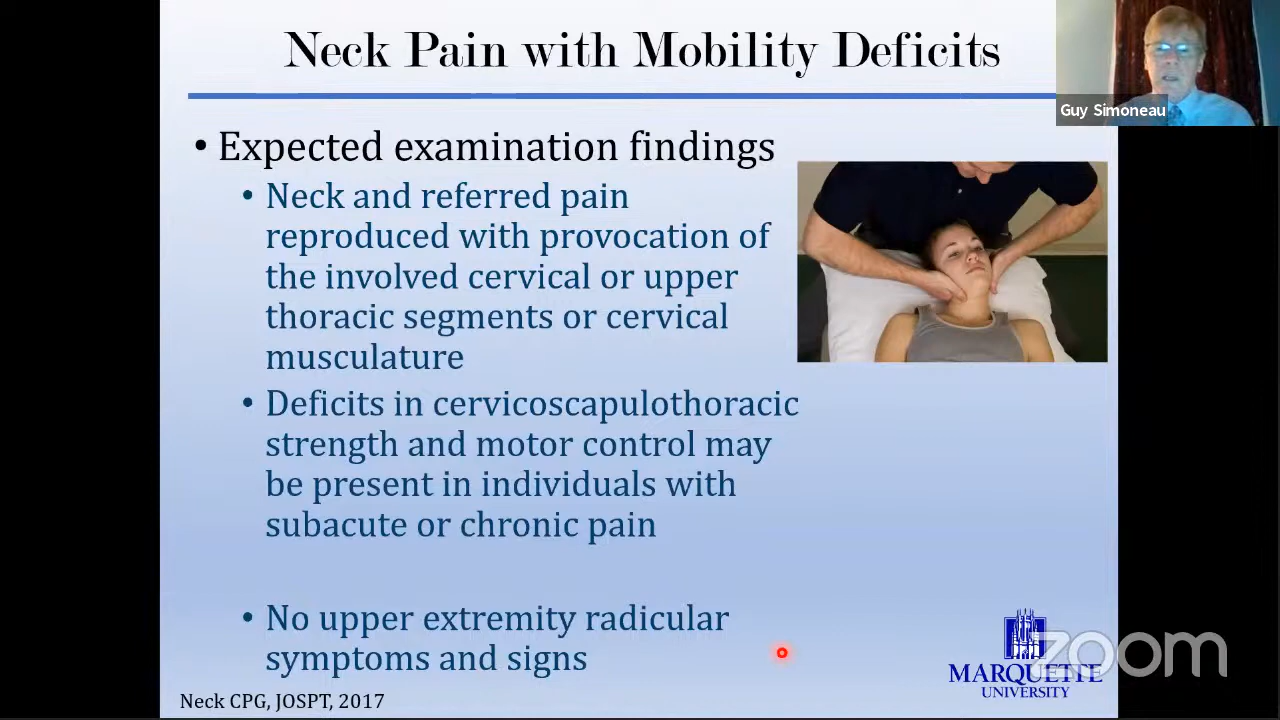 Neck Pain with Mobility Deficits
Guy Simoneau
• Expected examination findings
• Neck and referred pain
reproduced with provocation of
the involved cervical or upper
thoracic segments or cervical
musculature
• Deficits in cervicoscapulothoracic
strength and motor control may
be present in individuals with
subacute or chronic pain
• No upper extremity radicular
symptoms and signs
zoom
MARQUETTE
UNIVERSITY
Neck CPG, JOSPT, 2017